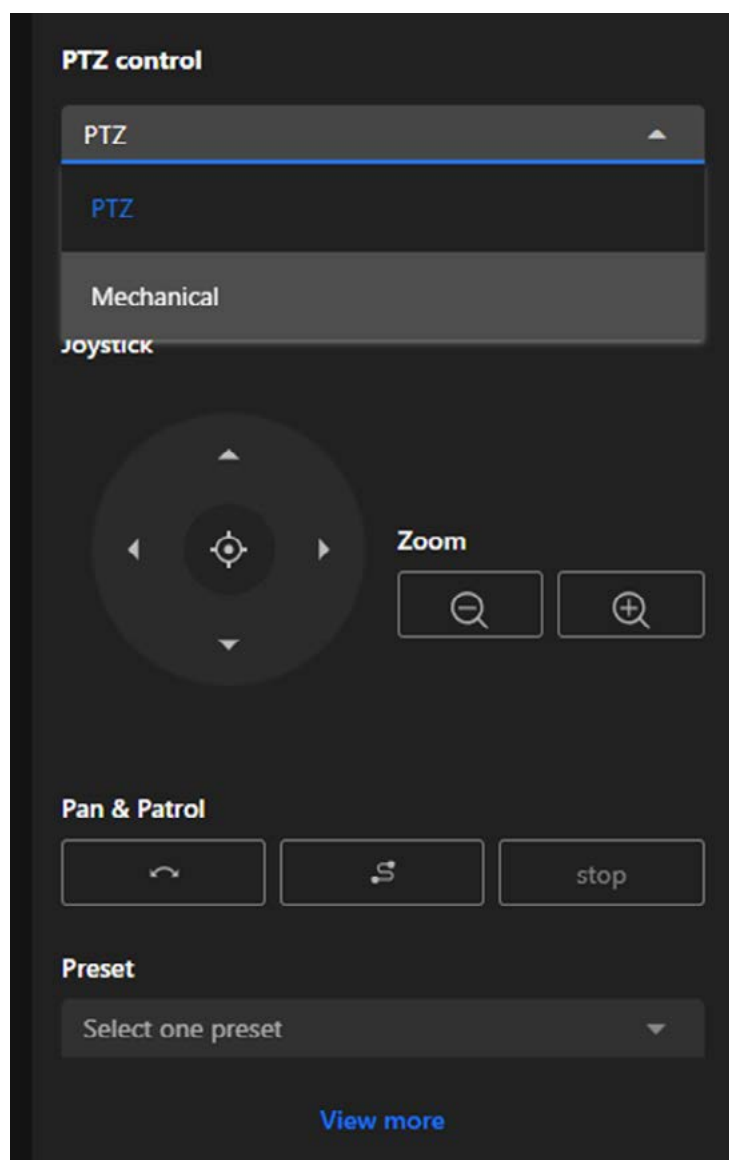 PTZ control
PTZ
PTZ
Mechanical
Joystick
Zoom
Pan & Patrol
stop
Preset
Select one preset
View more